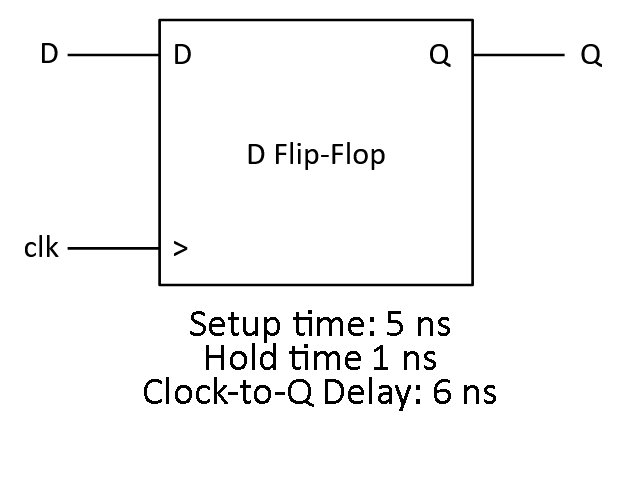 D D Q Q
D Flip-Flop
clk >
Setup time: 5 ns
Hold time 1 ns
Clock-to-Q Delay: 6 ns